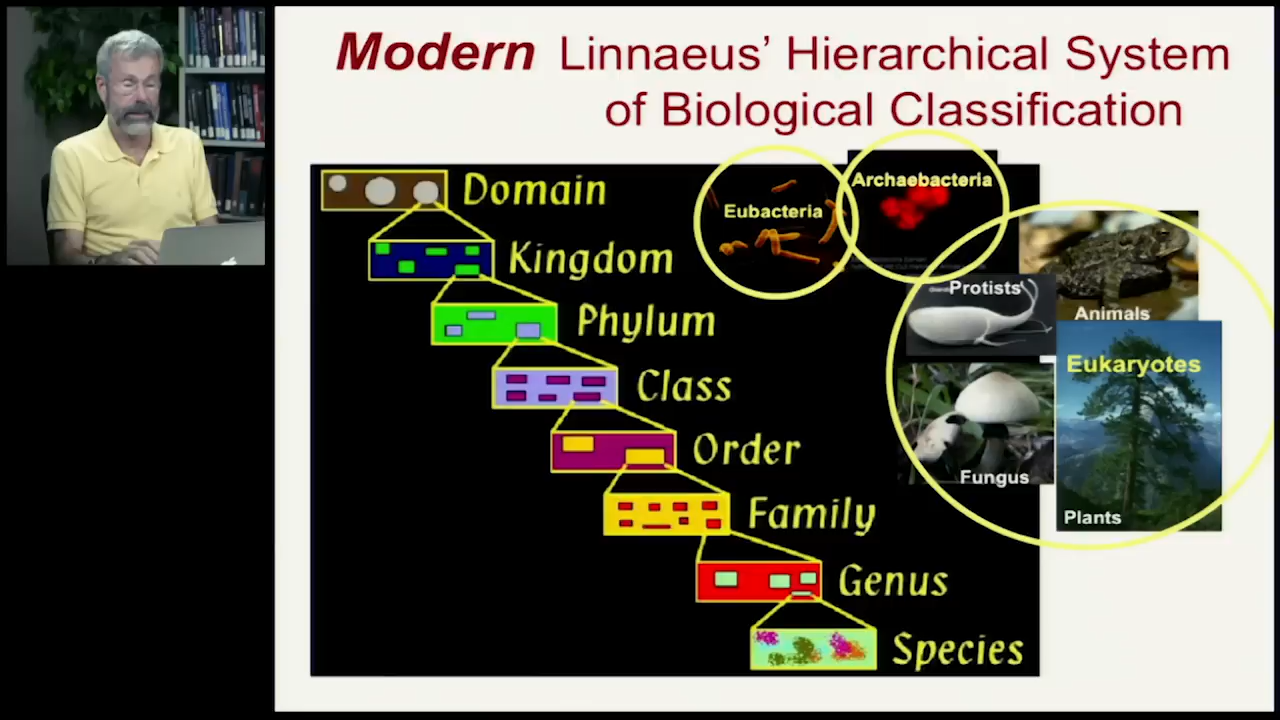 Modern Linnaeus' Hierarchical System
of Biological Classification
Domain
Kingdom
Phylum
Class
Order
Family
Genus
Species
Eubacteria
Archaebacteria
Protists
Animals
Eukaryotes
Fungus
Plants